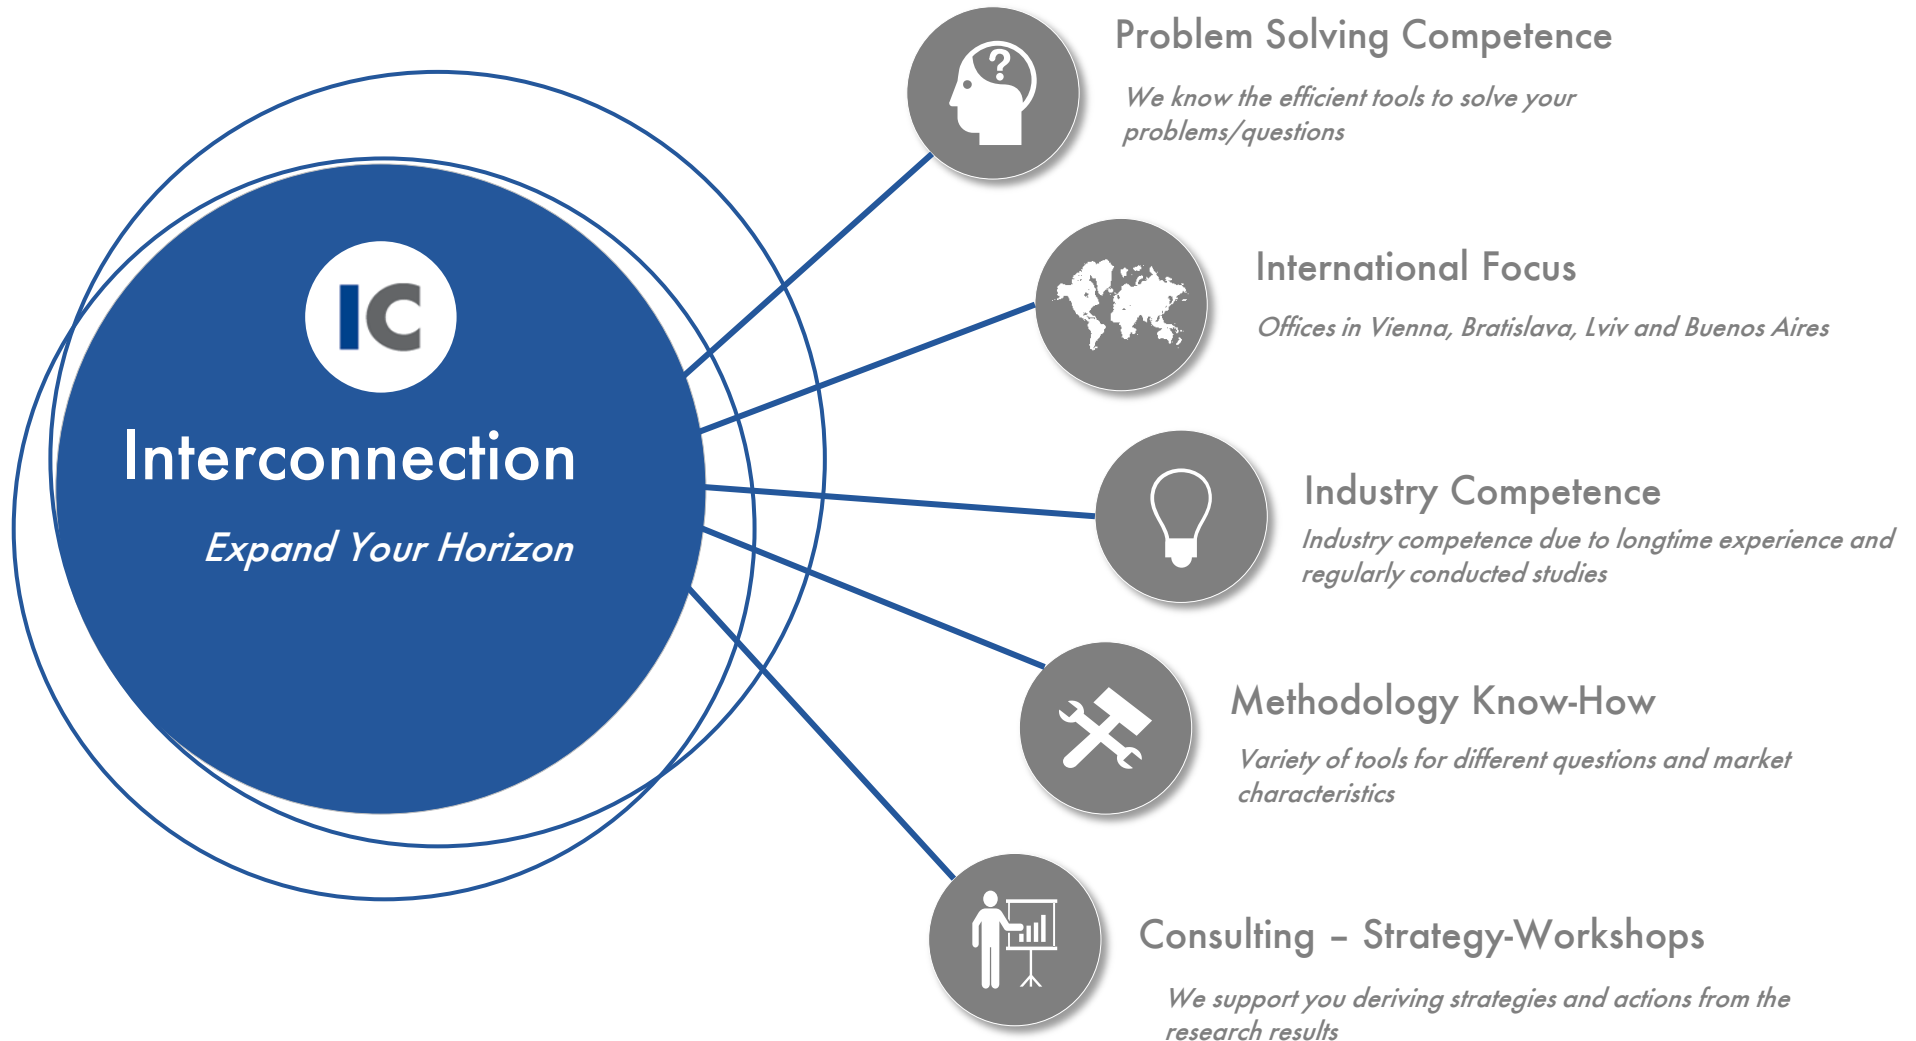 IC
Interconnection
Expand Your Horizon
?
Problem Solving Competence
We know the efficient tools to solve your
problems/questions
International Focus
Offices in Vienna, Bratislava, Lviv and Buenos Aires
Industry Competence
Industry competence due to longtime experience and
regularly conducted studies
Methodology Know-How
Variety of tools for different questions and market
characteristics
Consulting – Strategy-Workshops
We support you deriving strategies and actions from the
research results